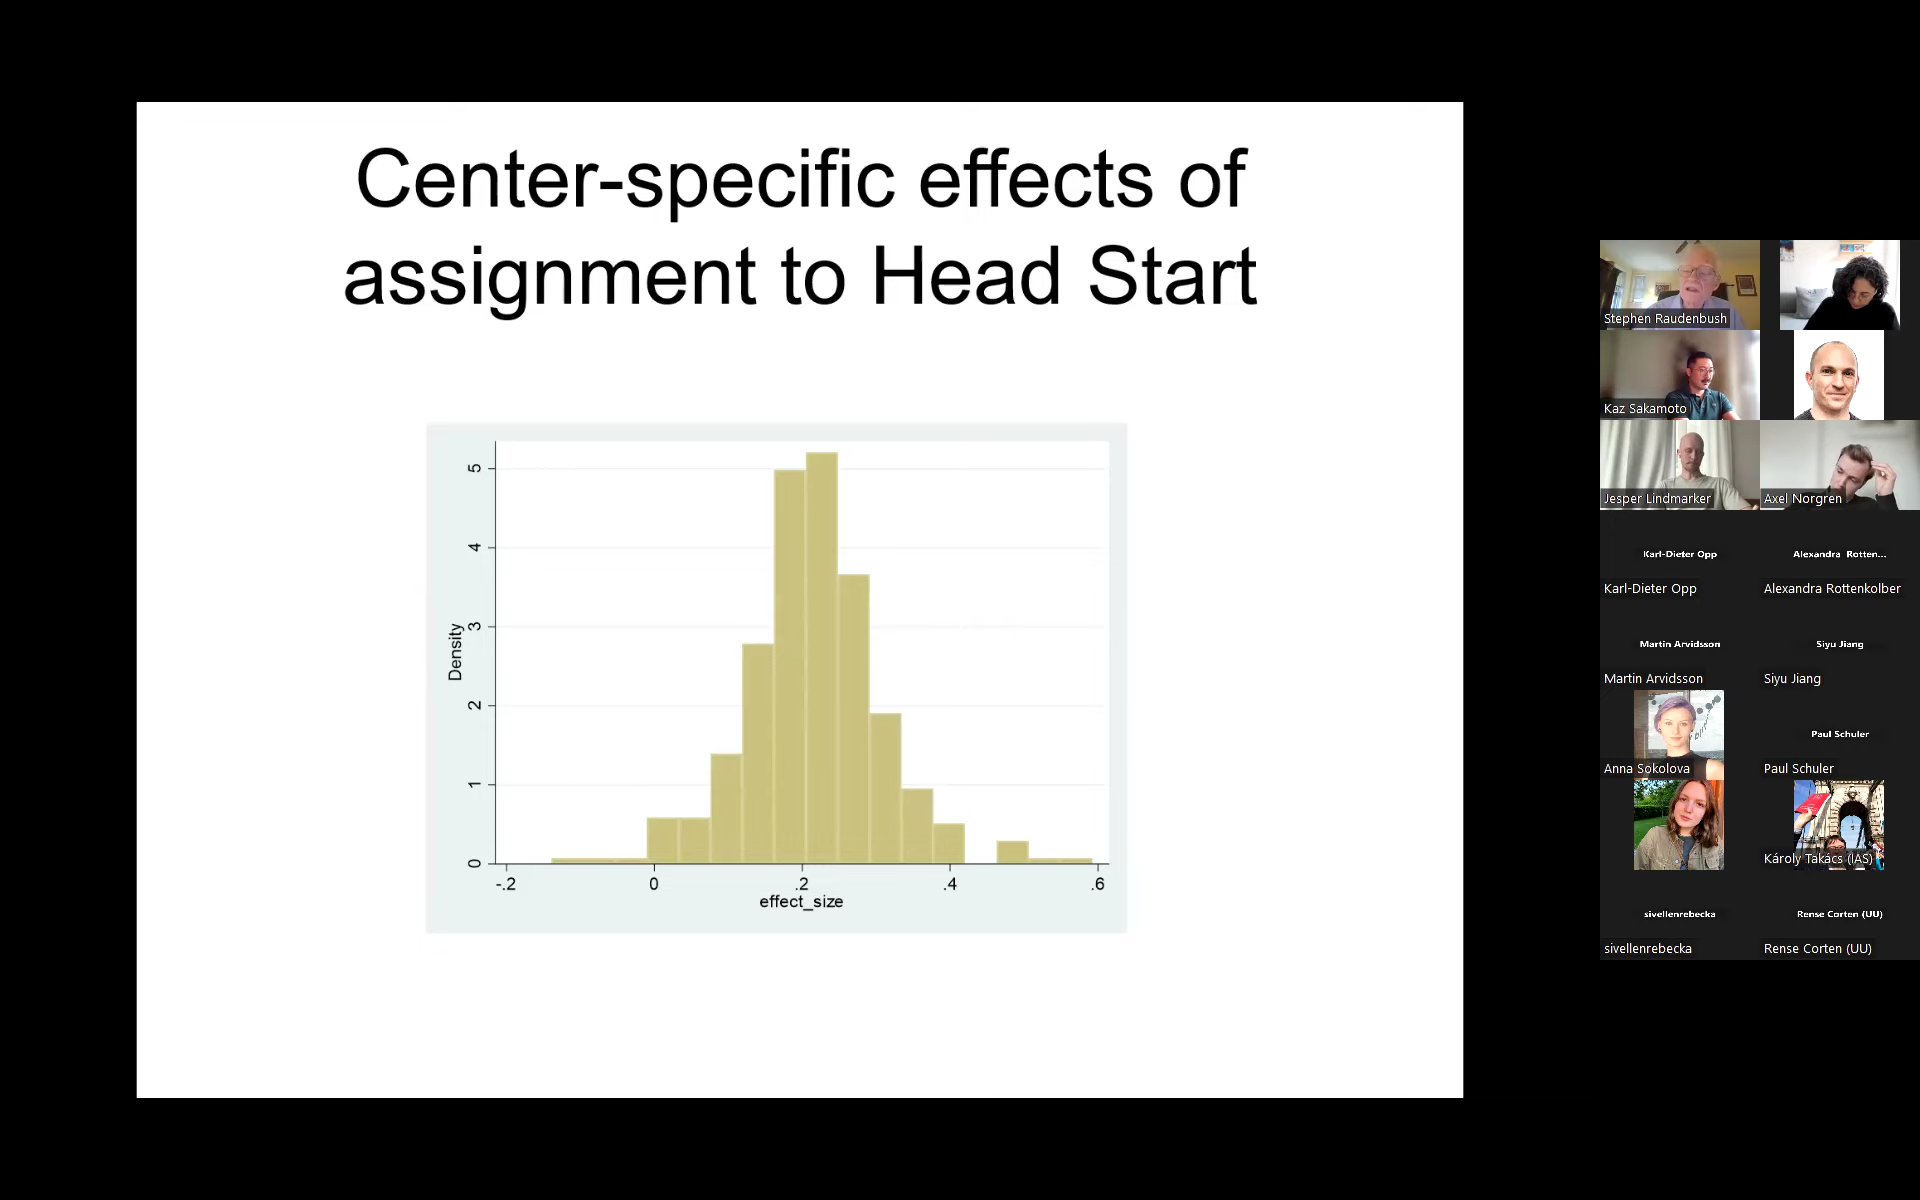 Center-specific effects of
assignment to Head Start
Density
5
4
3
2
1
0
-.2 0 .2 .4 .6
effect_size
Stephen Raudenbush
Kaz Sakamoto
Jesper Lindmarker
Axel Norgren
Karl-Dieter Opp
Alexandra Rotten...
Karl-Dieter Opp
Alexandra Rottenkolber
Martin Arvidsson
Siyu Jiang
Martin Arvidsson
Siyu Jiang
Paul Schuler
Anna Sokolova
Paul Schuler
Károly Takács (IAS)
sivellenrebecka
Rense Corten (UU)
sivellenrebecka
Rense Corten (UU)